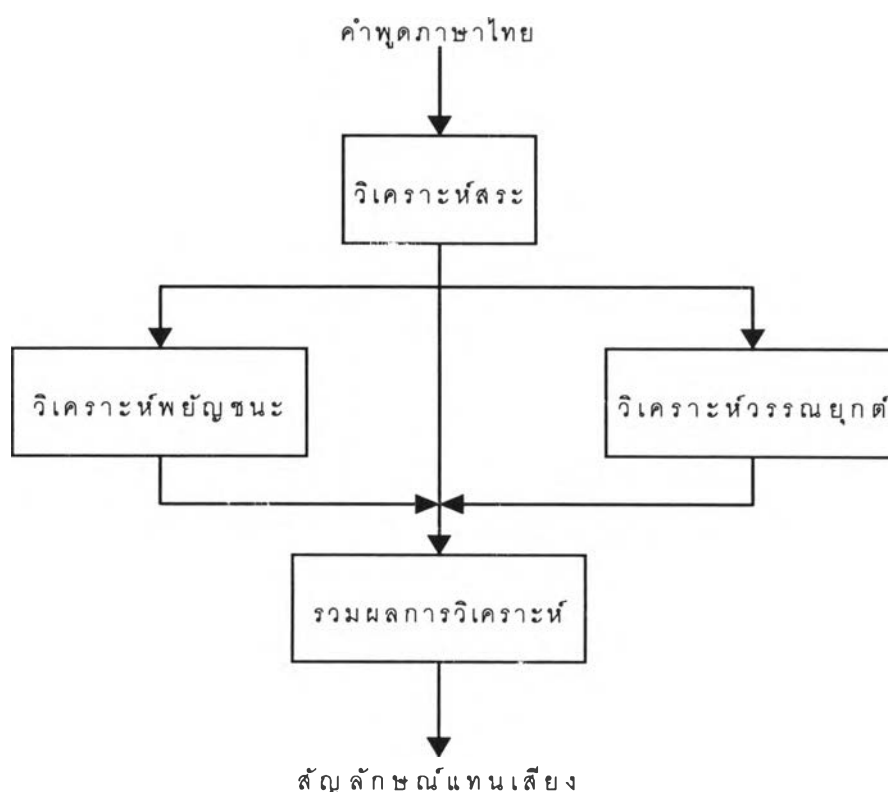 คำพูดภาษาไทย
วิเคราะห์สระ
วิเคราะห์พยัญชนะ
วิเคราะห์วรรณยุกต์
รวมผลการวิเคราะห์
สัญลักษณ์แทนเสียง